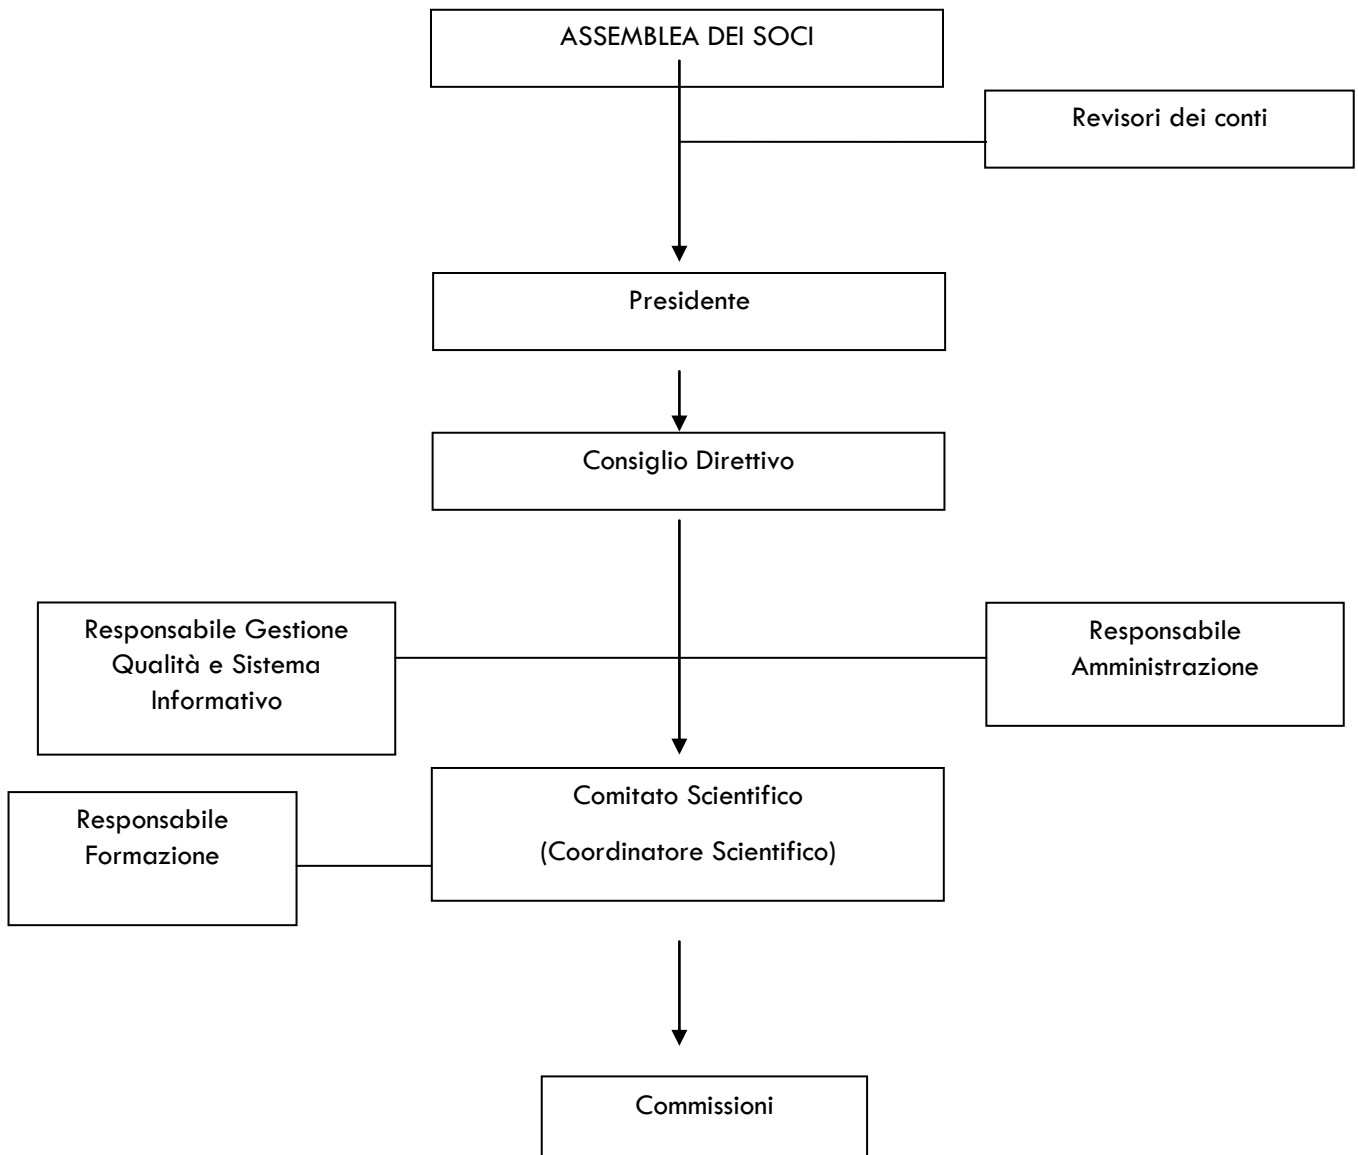 ASSEMBLEA DEI SOCI
Revisori dei conti
Presidente
Consiglio Direttivo
Responsabile Gestione
Qualità e Sistema
Informativo
Responsabile
Amministrazione
Comitato Scientifico
(Coordinatore Scientifico)
Responsabile
Formazione
Commissioni